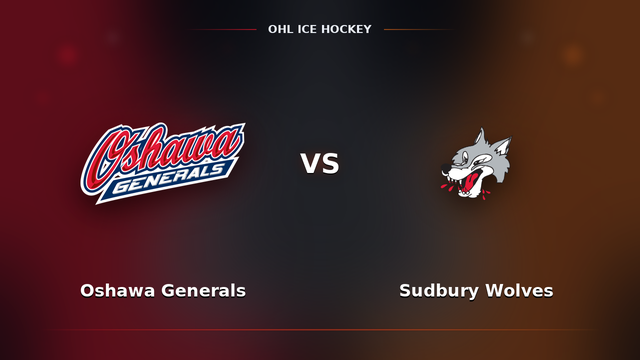 OHL ICE HOCKEY
Oshawa
GENERALS
VS
Oshawa Generals
Sudbury Wolves